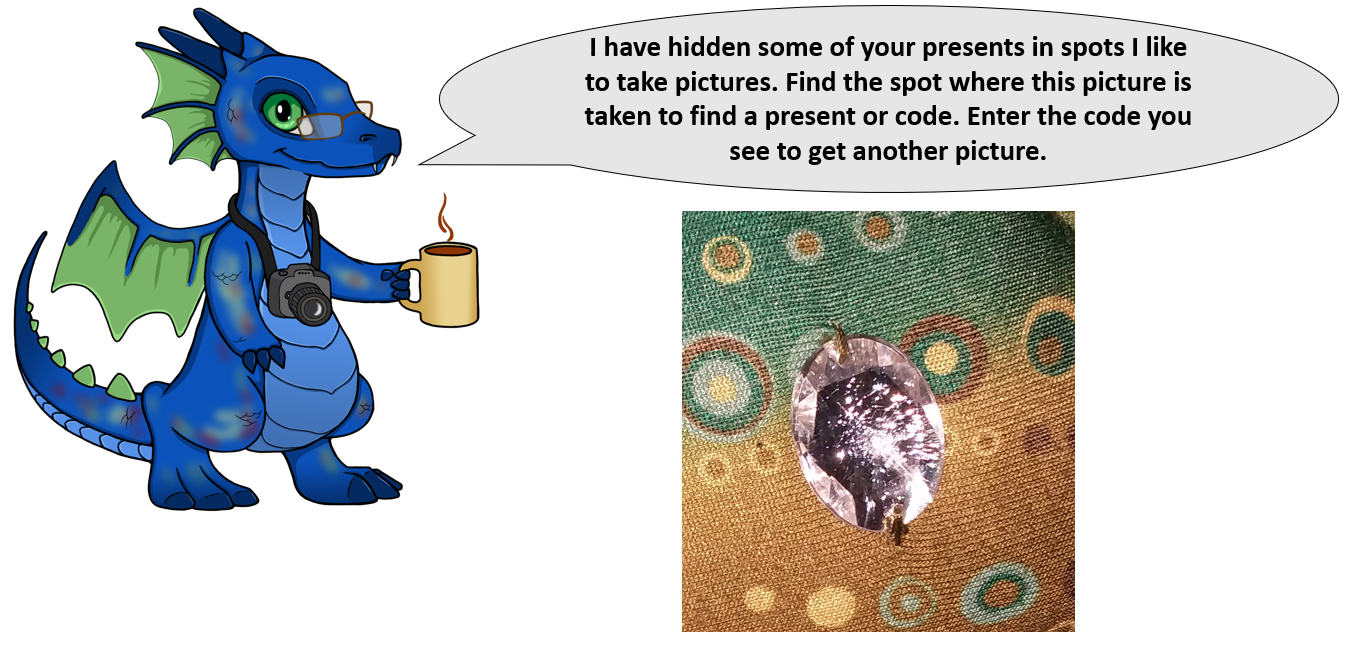 I have hidden some of your presents in spots I like
to take pictures. Find the spot where this picture is
taken to find a present or code. Enter the code you
see to get another picture.